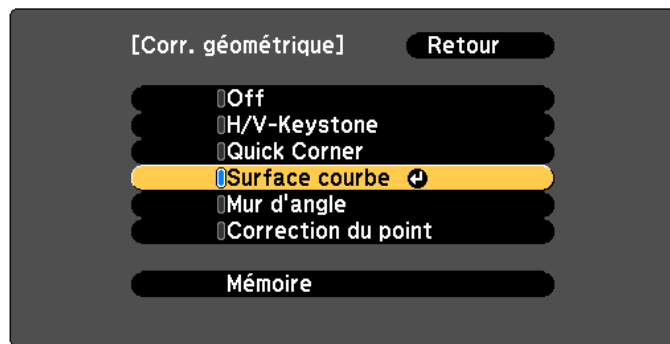 [Corr. géométrique] Retour
Off
H/V-Keystone
Quick Corner
Surface courbe
Mur d'angle
Correction du point
Mémoire